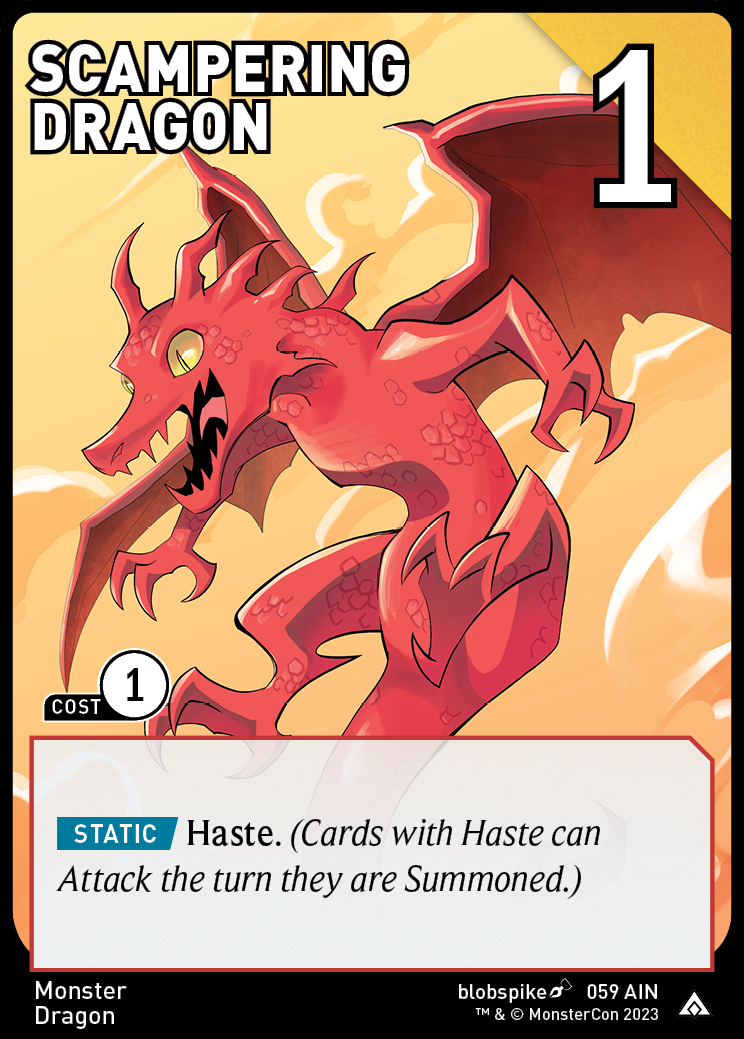 SCAMPERING
DRAGON
1
COST 1
STATIC Haste. (Cards with Haste can
Attack the turn they are Summoned.)
Monster
Dragon
blobspike 059 AIN
™ & © MonsterCon 2023